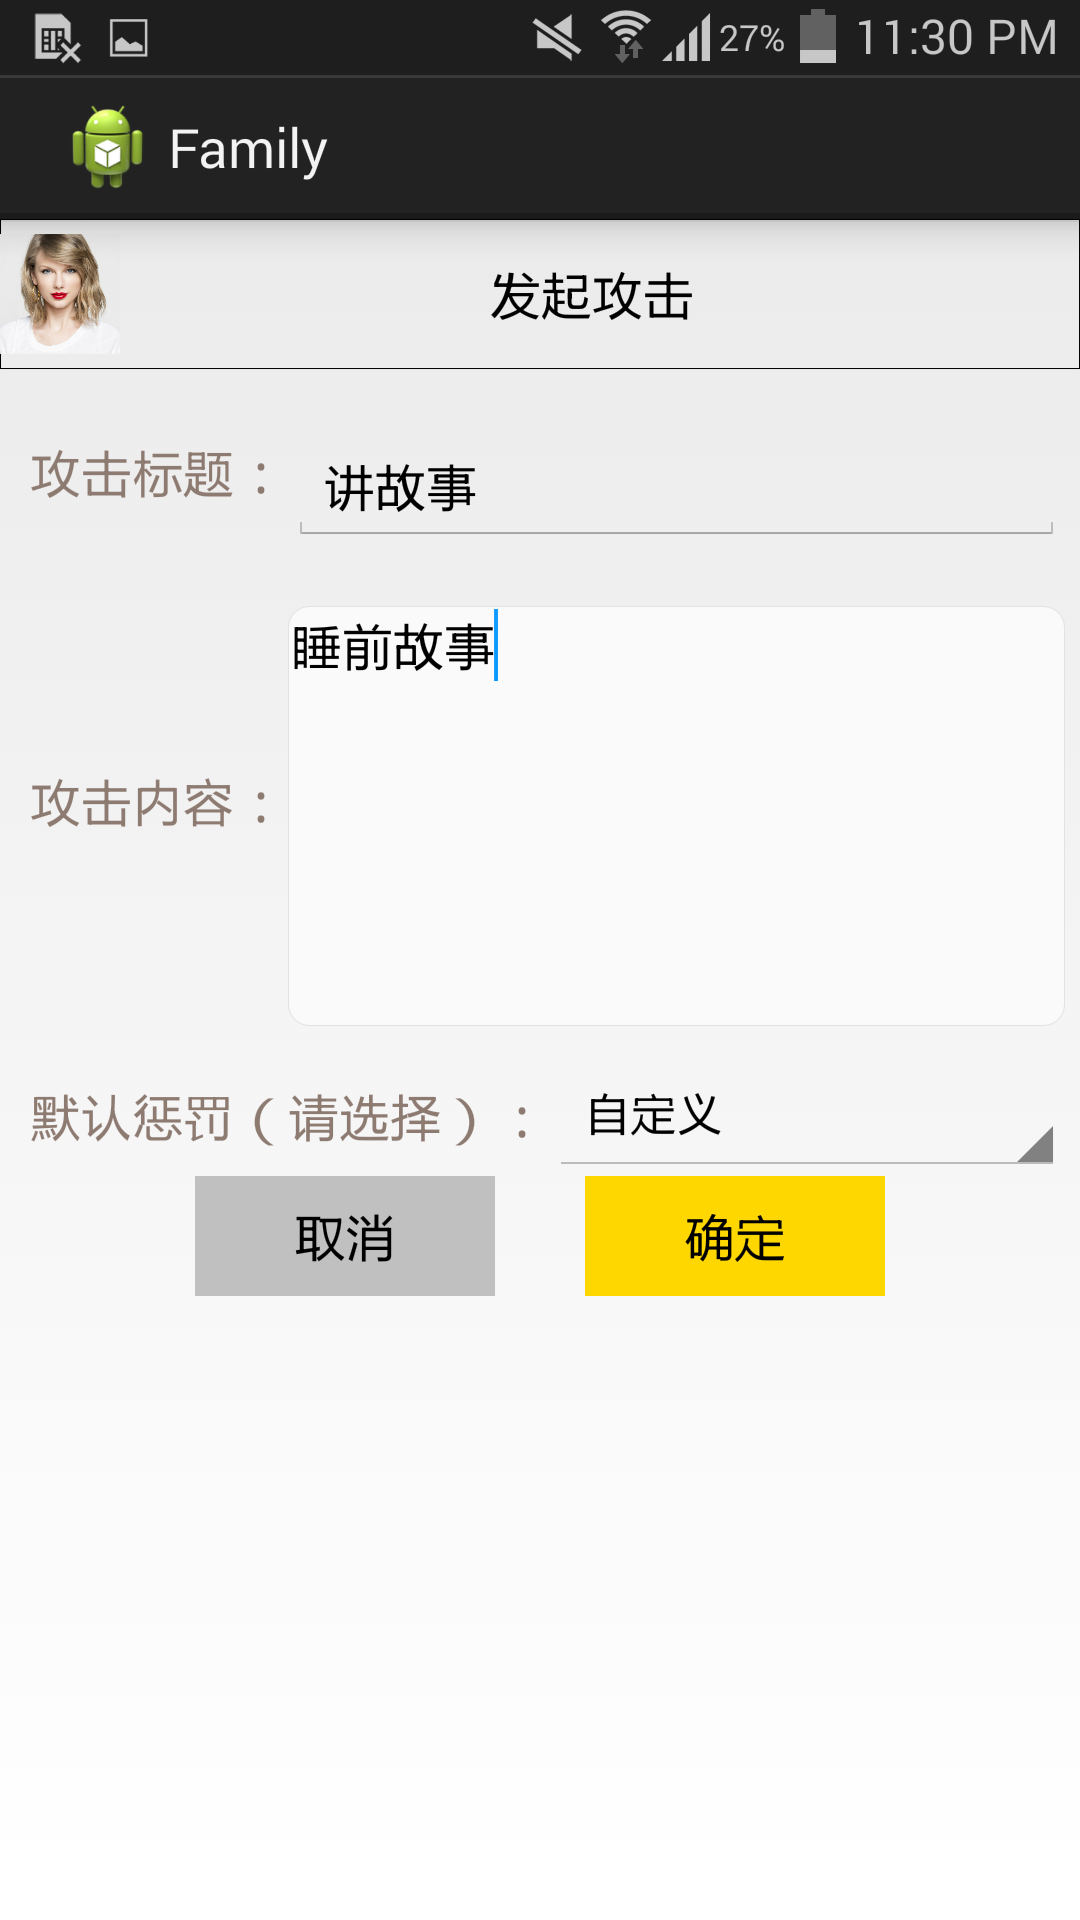 27% 11:30 PM
Family
发起攻击
攻击标题：
讲故事
睡前故事
攻击内容：
默认惩罚（请选择）：
自定义
取消
确定